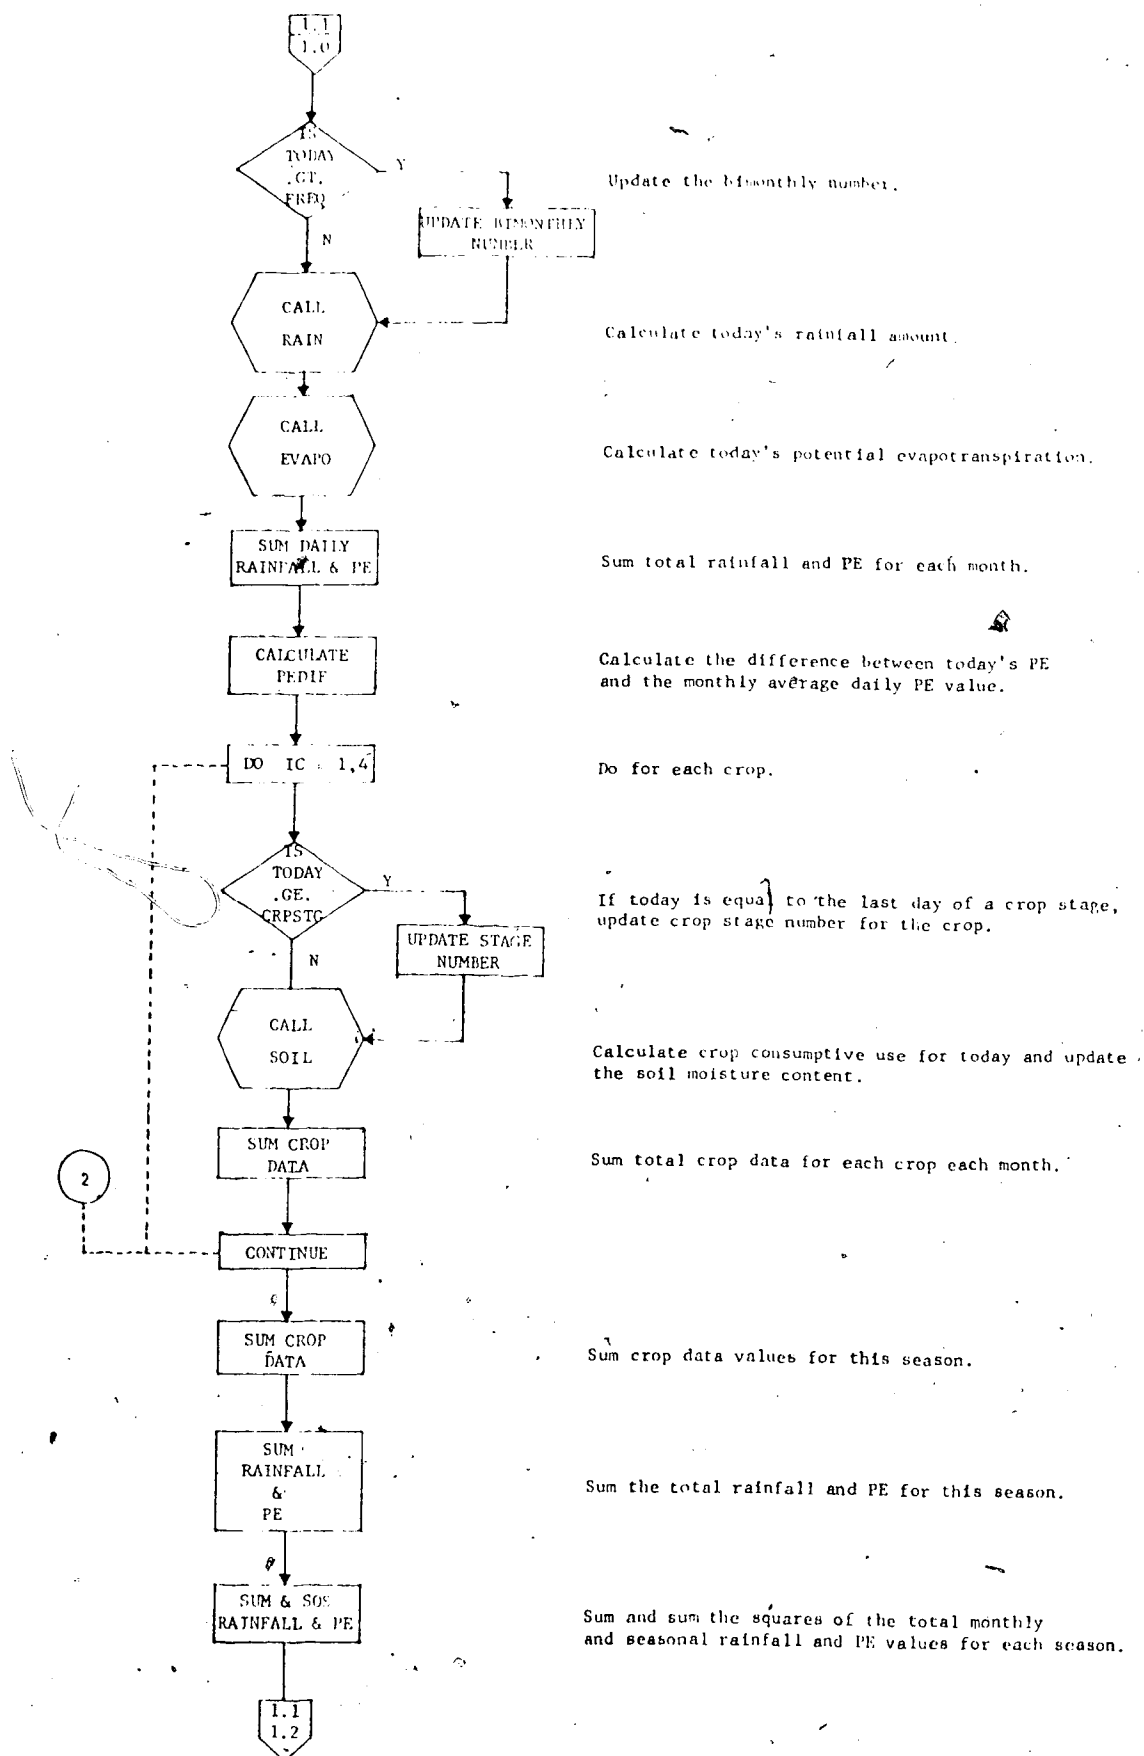 1.1
1.0
IS
TODAY
.GT.
FREQ
Y
N
Update the bimonthly number.
UPDATE BIMONTHLY
NUMBER
CALL
RAIN
Calculate today's rainfall amount.
CALL
EVAPO
Calculate today's potential evapotranspiration.
SUM DAILY
RAINFALL & PE
Sum total rainfall and PE for each month.
CALCULATE
PEDIF
Calculate the difference between today's PE
and the monthly average daily PE value.
DO IC = 1,4
Do for each crop.
IS
TODAY
.GE.
CRPSTG
Y
N
If today is equal to the last day of a crop stage,
update crop stage number for the crop.
UPDATE STAGE
NUMBER
CALL
SOIL
Calculate crop consumptive use for today and update
the soil moisture content.
SUM CROP
DATA
Sum total crop data for each crop each month.
2
CONTINUE
SUM CROP
DATA
Sum crop data values for this season.
SUM
RAINFALL
&
PE
Sum the total rainfall and PE for this season.
SUM & SOS
RAINFALL & PE
Sum and sum the squares of the total monthly
and seasonal rainfall and PE values for each season.
1.1
1.2